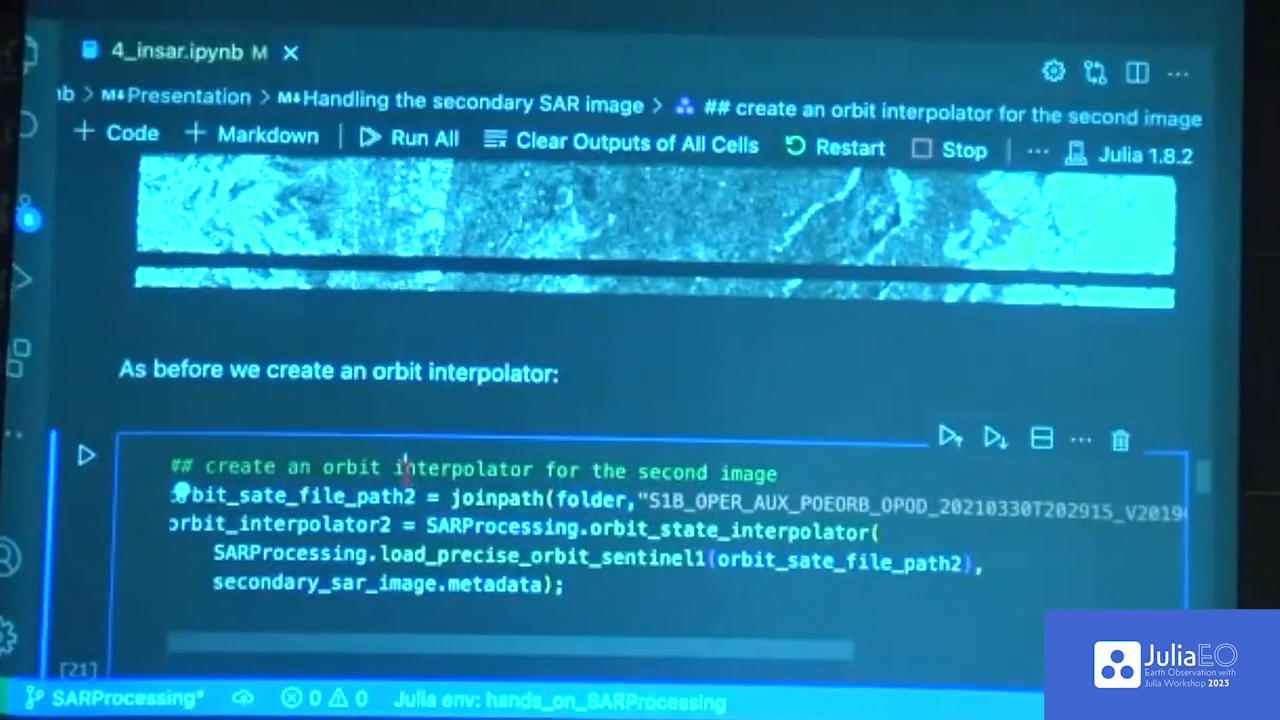 4_insar.ipynb M
Presentation > M↓Handling the secondary SAR image > ## create an orbit interpolator for the second image
+ Code + Markdown | Run All Clear Outputs of All Cells Restart Stop | ... Julia 1.8.2
As before we create an orbit interpolator:
## create an orbit interpolator for the second image
orbit_sate_file_path2 = joinpath(folder,"S1B_OPER_AUX_POEORB_OPOD_20210330T202915_V2019
orbit_interpolator2 = SARProcessing.orbit_state_interpolator(
SARProcessing.load_precise_orbit_sentinel1(orbit_sate_file_path2),
secondary_sar_image.metadata);
[21]
SARProcessing* 0 0 Julia env: hands_on_SARProcessing
JuliaEO
Earth Observation with
Julia Workshop 2023